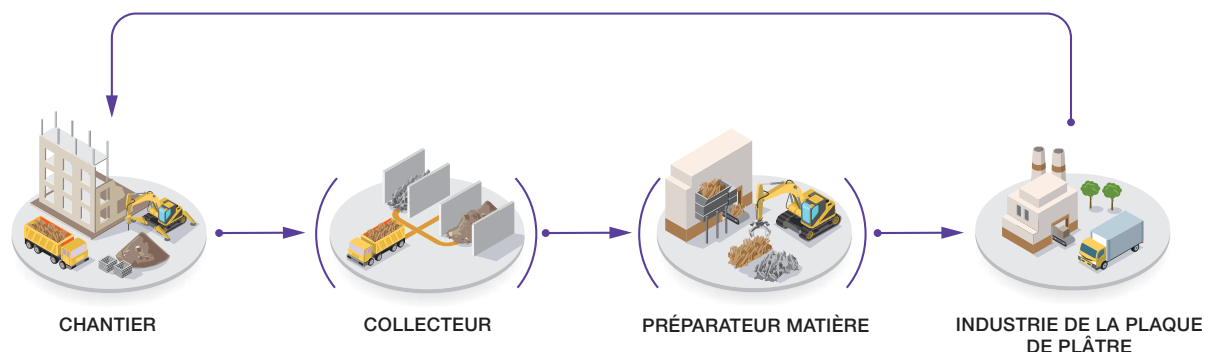 CHANTIER
COLLECTEUR
PRÉPARATEUR MATIÈRE
INDUSTRIE DE LA PLAQUE
DE PLÂTRE